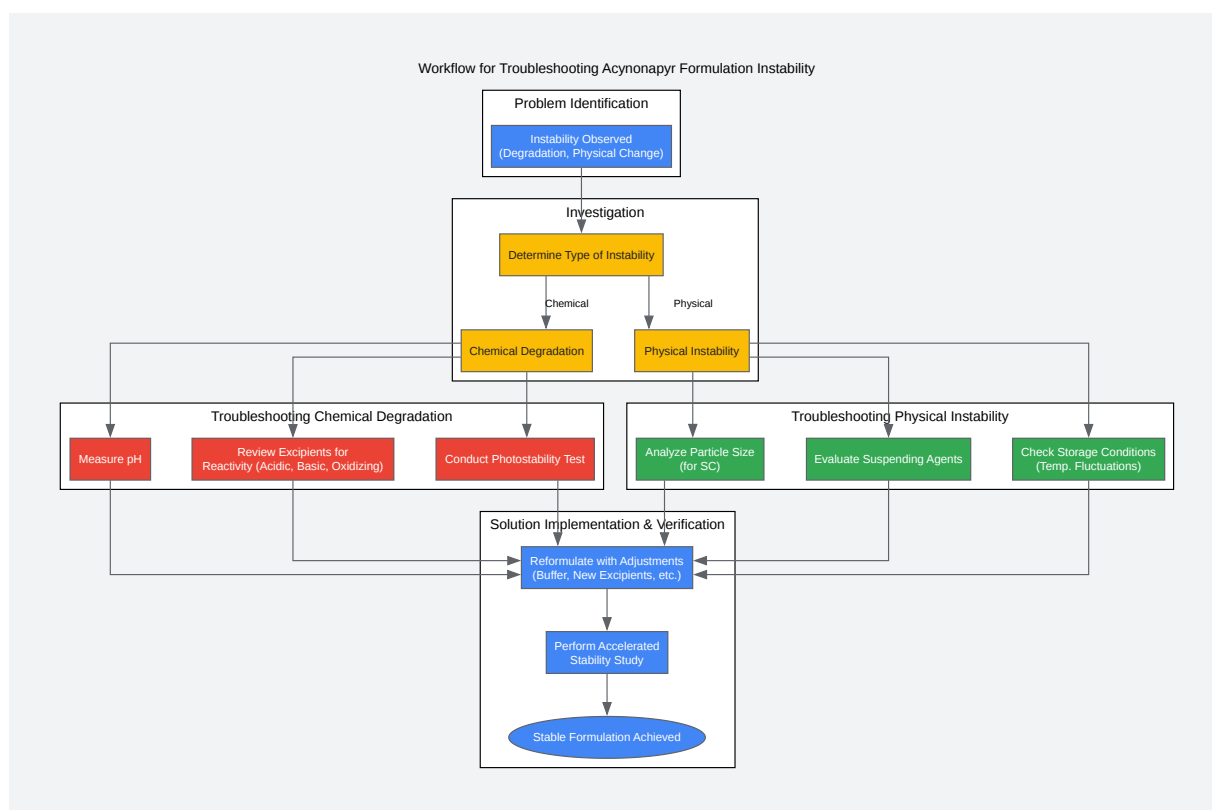 Workflow for Troubleshooting Acynonapyr Formulation Instability
Problem Identification
Instability Observed
(Degradation, Physical Change)
Investigation
Determine Type of Instability
Chemical
Physical
Chemical Degradation
Physical Instability
Troubleshooting Chemical Degradation
Measure pH
Review Excipients for
Reactivity (Acidic, Basic, Oxidizing)
Conduct Photostability Test
Troubleshooting Physical Instability
Analyze Particle Size
(for SC)
Evaluate Suspending Agents
Check Storage Conditions
(Temp. Fluctuations)
Solution Implementation & Verification
Reformulate with Adjustments
(Buffer, New Excipients, etc.)
Perform Accelerated
Stability Study
Stable Formulation Achieved